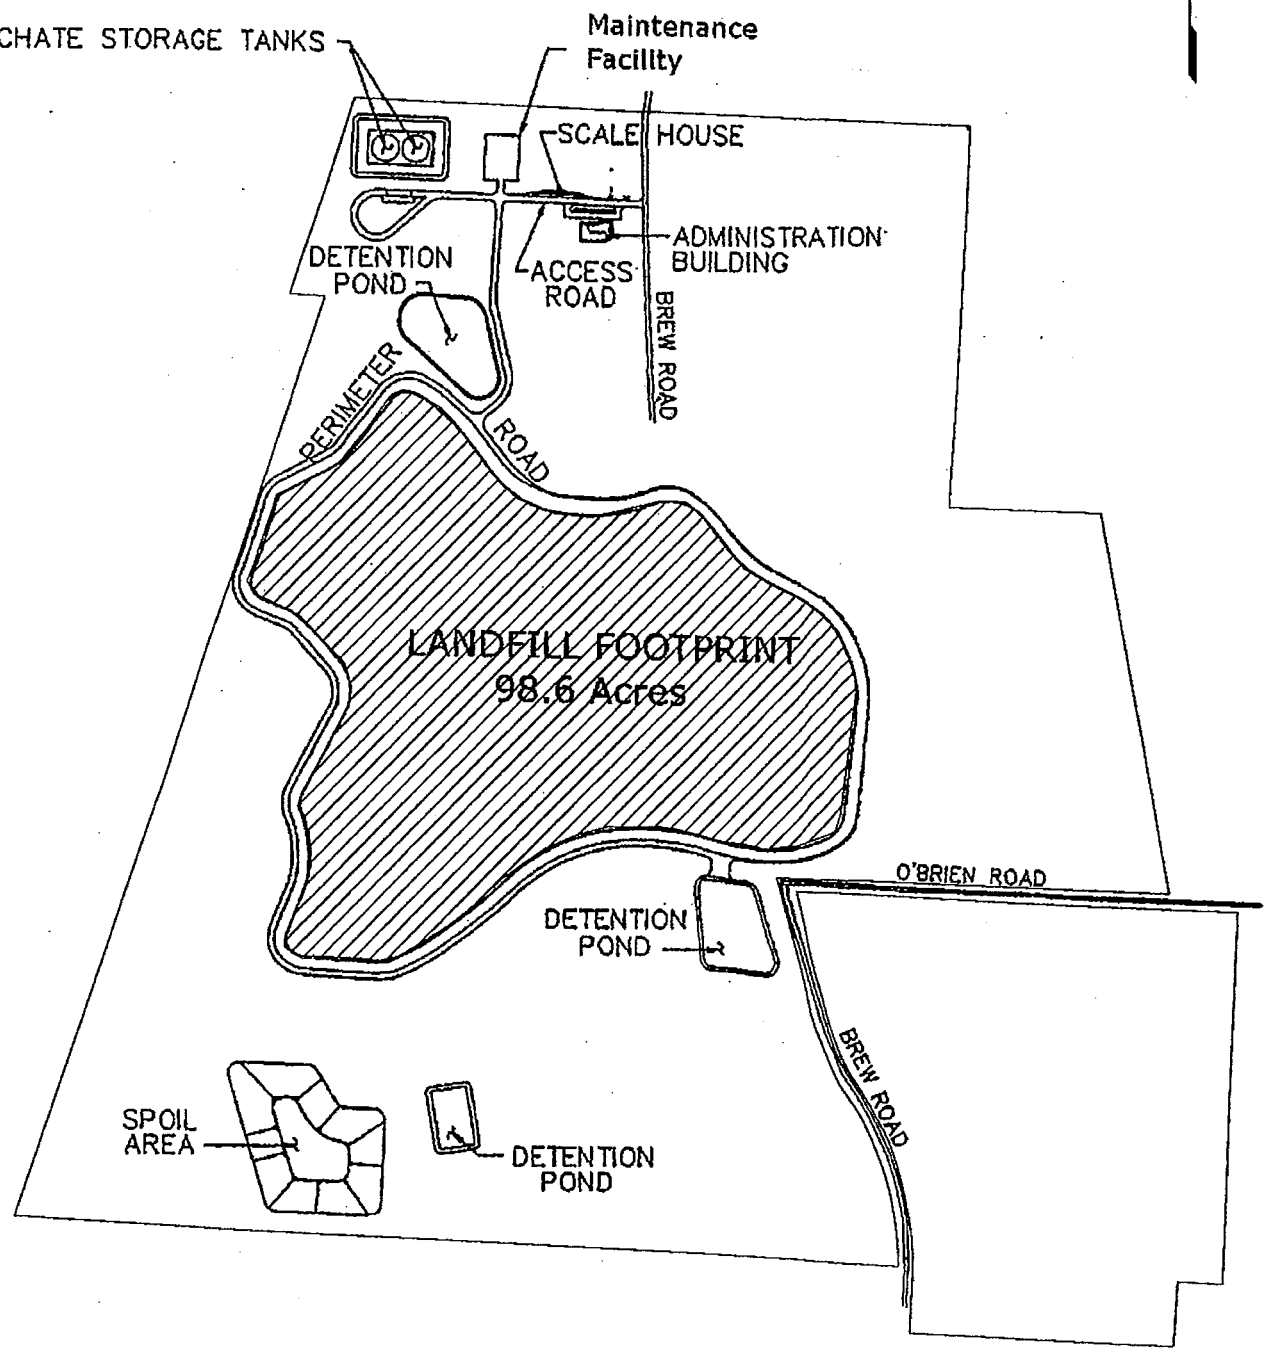 CHATE STORAGE TANKS
Maintenance
Facility
SCALE HOUSE
ADMINISTRATION
BUILDING
DETENTION
POND
ACCESS
ROAD
BREW ROAD
PERIMETER
ROAD
LANDFILL FOOTPRINT
98.6 Acres
O'BRIEN ROAD
DETENTION
POND
BREW ROAD
SPOIL
AREA
DETENTION
POND